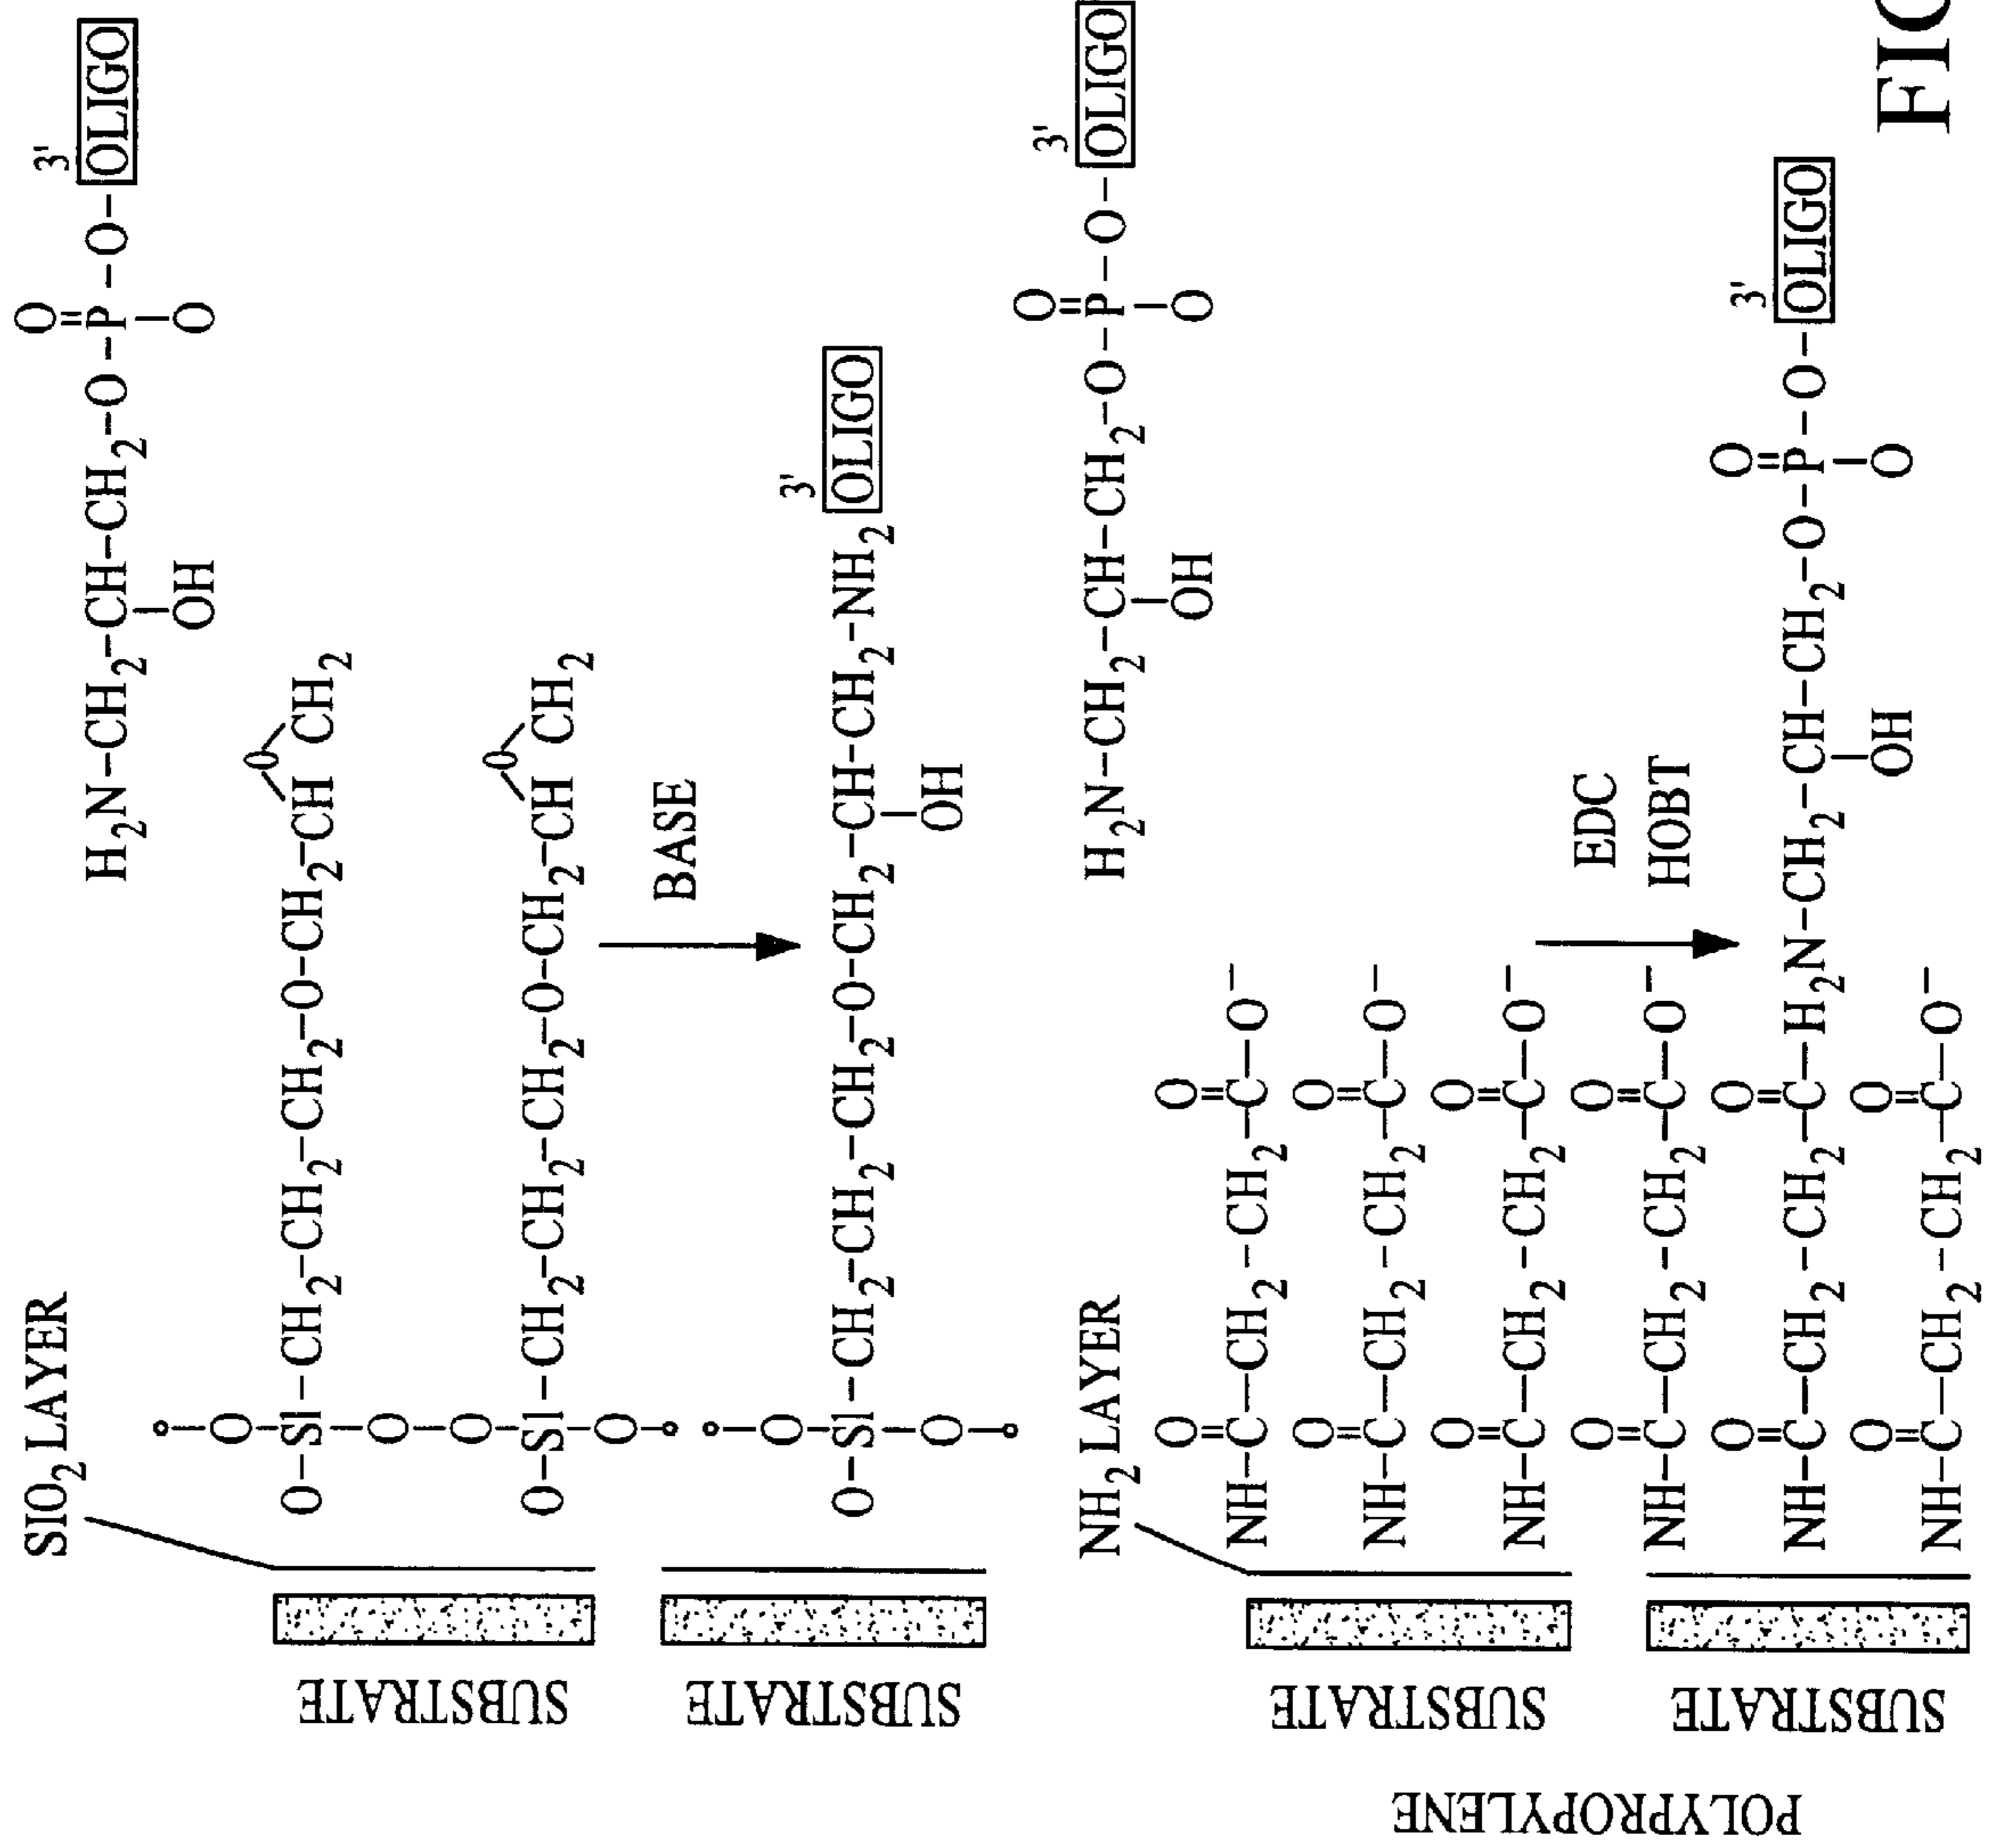 SIO2 LAYER
H2N–CH2–CH–CH2–O–P–O–OLIGO
O
O
OH
3'
O–SI–CH2–CH2–CH2–O–CH2–CH CH2
O
O
O
O–SI–CH2–CH2–CH2–O–CH2–CH CH2
O
O
O
SUBSTRATE
BASE
O–SI–CH2–CH2–CH2–O–CH2–CH–CH2–NH2 OLIGO
O
O
OH
3'
SUBSTRATE
NH2 LAYER
H2N–CH2–CH–CH2–O–P–O–OLIGO
O
O
OH
3'
O O
NH–C–CH2–CH2–C–O−
O O
NH–C–CH2–CH2–C–O−
O O
NH–C–CH2–CH2–C–O−
SUBSTRATE
POLYPROPYLENE
EDC
HOBT
O O
NH–C–CH2–CH2–C–O−
O O O 3'
NH–C–CH2–CH2–C–H2N–CH2–CH–CH2–O–P–O–OLIGO
OH O
O O
NH–C–CH2–CH2–C–O−
SUBSTRATE